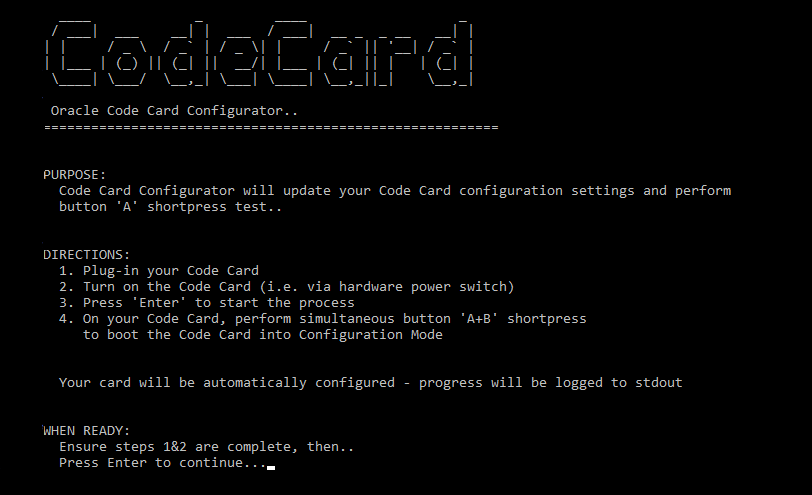 CodeCard
Oracle Code Card Configurator..
=========================================================
PURPOSE:
Code Card Configurator will update your Code Card configuration settings and perform
button 'A' shortpress test..
DIRECTIONS:
1. Plug-in your Code Card
2. Turn on the Code Card (i.e. via hardware power switch)
3. Press 'Enter' to start the process
4. On your Code Card, perform simultaneous button 'A+B' shortpress
to boot the Code Card into Configuration Mode
Your card will be automatically configured - progress will be logged to stdout
WHEN READY:
Ensure steps 1&2 are complete, then..
Press Enter to continue...